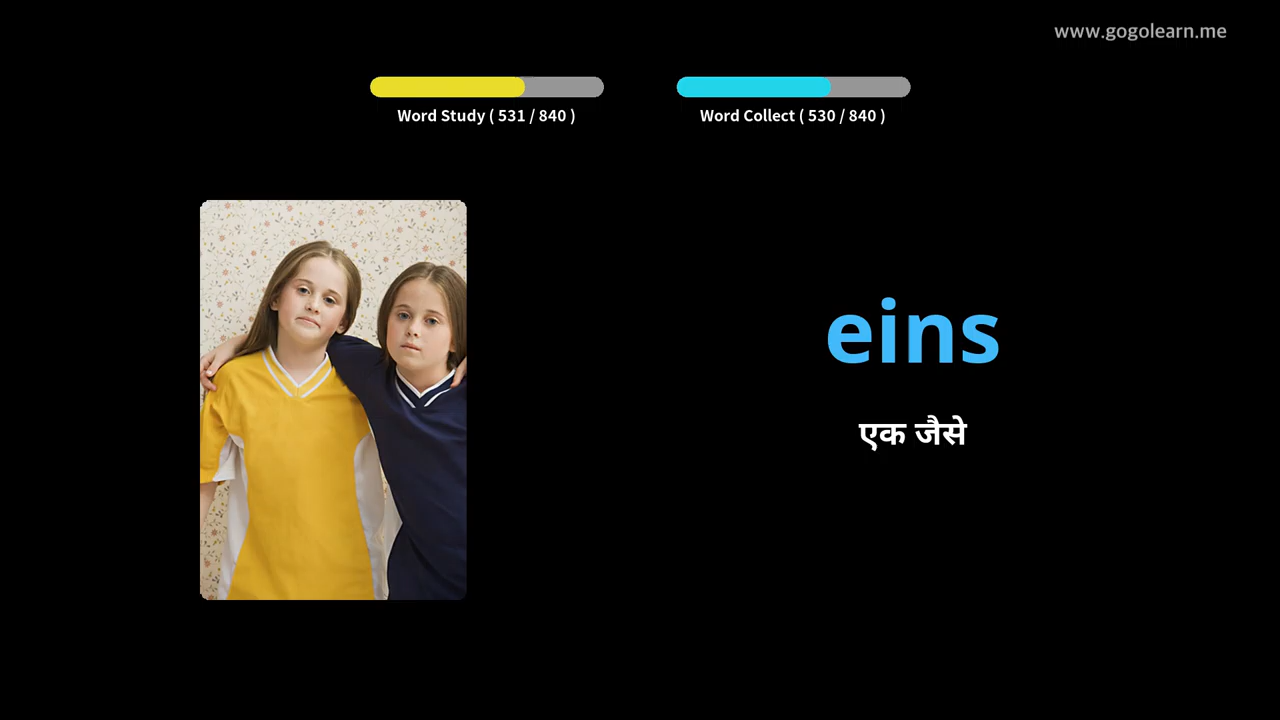 www.gogolearn.me
Word Study ( 531 / 840 )
Word Collect ( 530 / 840 )
eins
एक जैसे